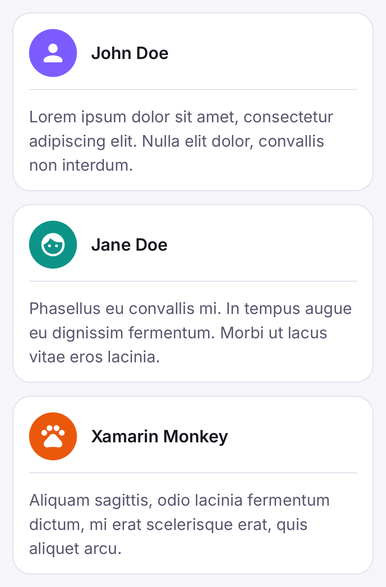 John Doe
Lorem ipsum dolor sit amet, consectetur
adipiscing elit. Nulla elit dolor, convallis
non interdum.
Jane Doe
Phasellus eu convallis mi. In tempus augue
eu dignissim fermentum. Morbi ut lacus
vitae eros lacinia.
Xamarin Monkey
Aliquam sagittis, odio lacinia fermentum
dictum, mi erat scelerisque erat, quis
aliquet arcu.